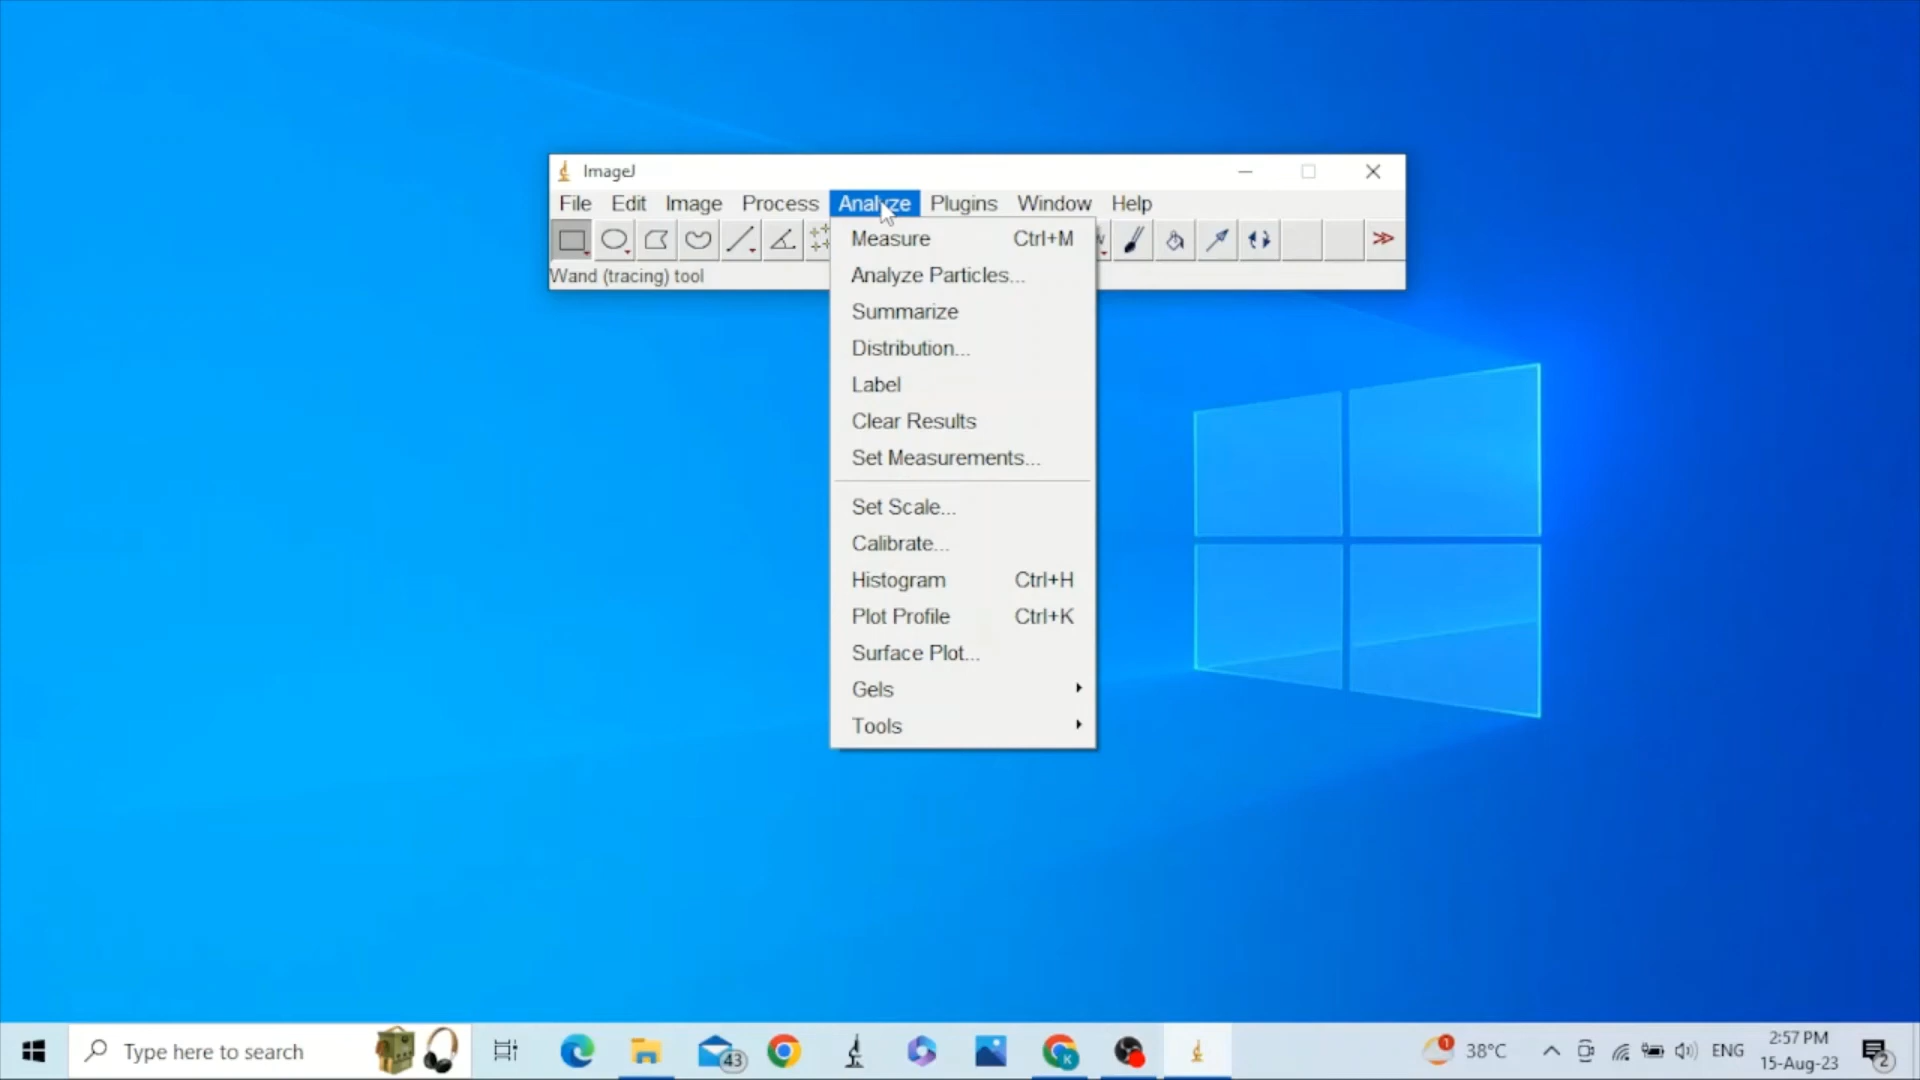 ImageJ
File Edit Image Process Analyze Plugins Window Help
Wand (tracing) tool
Measure Ctrl+M
Analyze Particles...
Summarize
Distribution...
Label
Clear Results
Set Measurements...
Set Scale...
Calibrate...
Histogram Ctrl+H
Plot Profile Ctrl+K
Surface Plot...
Gels
Tools
Type here to search
43
K
1
38°C
ENG
2:57 PM
15-Aug-23
2